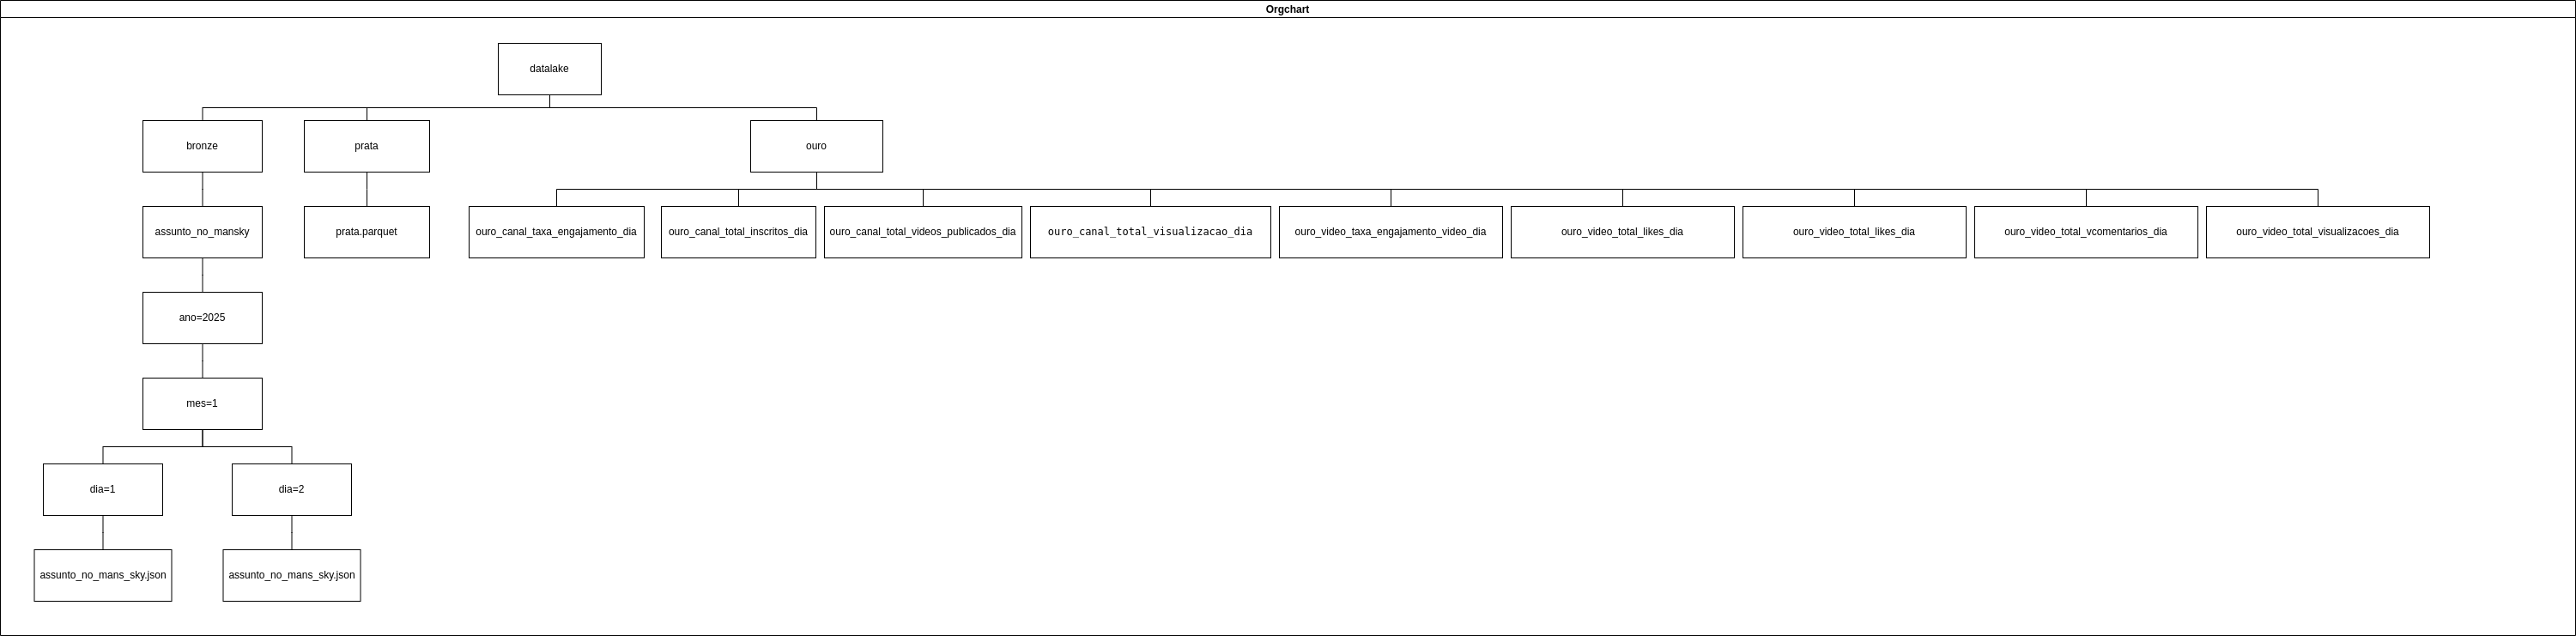 Orgchart
datalake
bronze
prata
ouro
assunto_no_mansky
prata.parquet
ouro_canal_taxa_engajamento_dia
ouro_canal_total_inscritos_dia
ouro_canal_total_videos_publicados_dia
ouro_canal_total_visualizacao_dia
ouro_video_taxa_engajamento_video_dia
ouro_video_total_likes_dia
ouro_video_total_likes_dia
ouro_video_total_vcomentarios_dia
ouro_video_total_visualizacoes_dia
ano=2025
mes=1
dia=1
dia=2
assunto_no_mans_sky.json
assunto_no_mans_sky.json